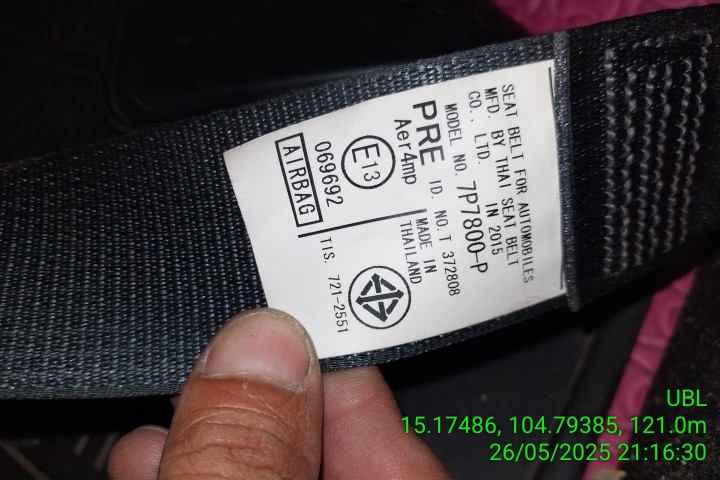 SEAT BELT FOR AUTOMOBILES
MFD. BY THAI SEAT BELT
CO., LTD. IN 2015
MODEL NO. 7P7800-P
PRE ID. NO. T 372808
Aer4mp
MADE IN
THAILAND
E13
069692
AIRBAG
TIS. 721-2551
UBL
15.17486, 104.79385, 121.0m
26/05/2025 21:16:30